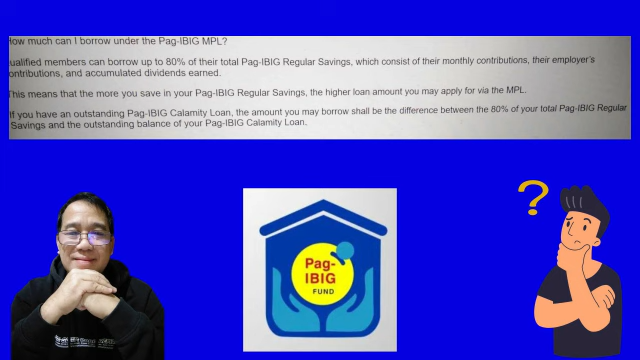 How much can I borrow under the Pag-IBIG MPL?
ualified members can borrow up to 80% of their total Pag-IBIG Regular Savings, which consist of their monthly contributions, their employer's
ontributions, and accumulated dividends earned.
This means that the more you save in your Pag-IBIG Regular Savings, the higher loan amount you may apply for via the MPL.
If you have an outstanding Pag-IBIG Calamity Loan, the amount you may borrow shall be the difference between the 80% of your total Pag-IBIG Regular
Savings and the outstanding balance of your Pag-IBIG Calamity Loan.
?
Pag-
IBIG
FUND